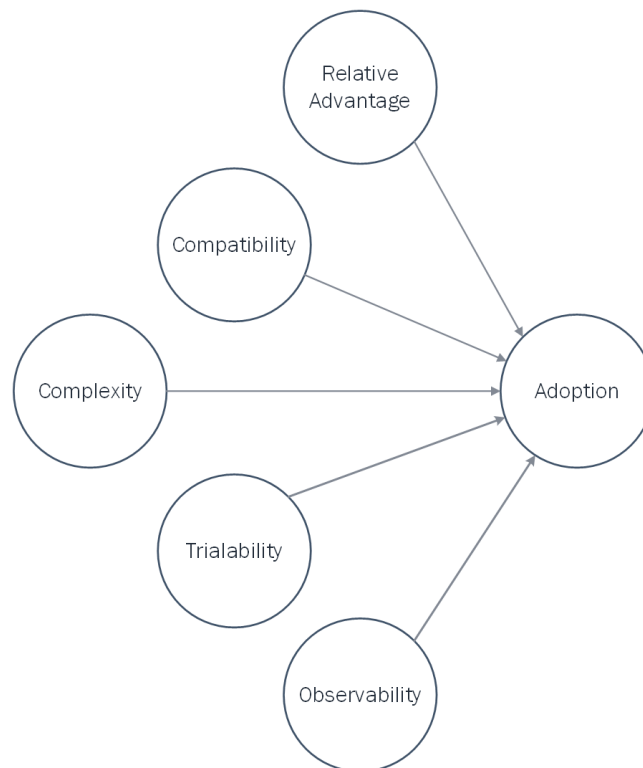 Relative
Advantage
Compatibility
Complexity
Adoption
Trialability
Observability